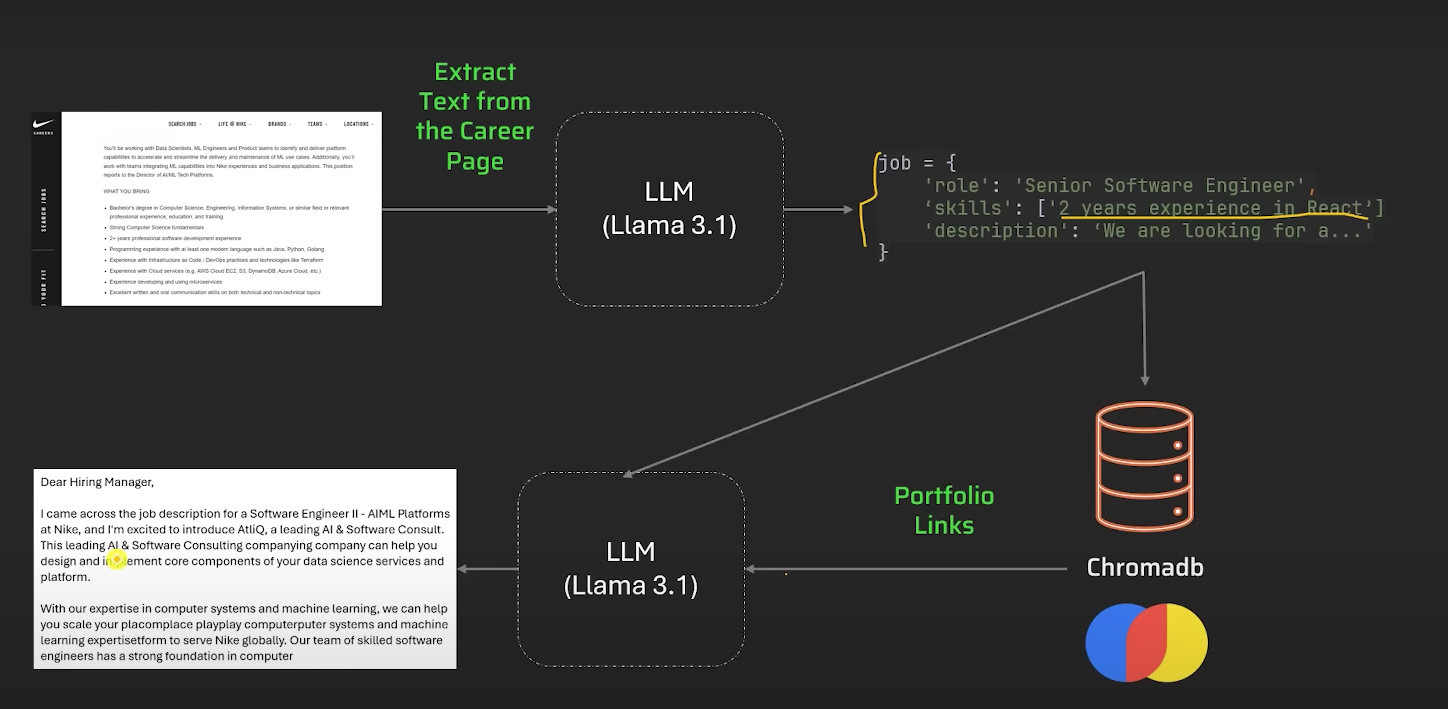 Extract
Text from
the Career
Page
CAREERS
SEARCH JOBS
SEARCH JOBS
LIFE @ NIKE
BRANDS
TEAMS
LOCATIONS
You'll be working with Data Scientists, ML Engineers and Product teams to identify and deliver platform
capabilities to accelerate and streamline the delivery and maintenance of ML use cases. Additionally, you'll
work with teams integrating ML capabilities into Nike experiences and business applications. This position
reports to the Director of AI/ML Tech Platforms.
WHAT YOU BRING
• Bachelor's degree in Computer Science, Engineering, Information Systems, or similar field or relevant
professional experience, education, and training.
• Strong Computer Science fundamentals
• 2+ years professional software development experience
• Programming experience with at least one modern language such as Java, Python, Golang
• Experience with Infrastructure as Code / DevOps practices and technologies like Terraform
• Experience with Cloud services (e.g. AWS Cloud EC2, S3, DynamoDB, Azure Cloud, etc.)
• Experience developing and using microservices
• Excellent written and oral communication skills on both technical and non-technical topics
YOUR FIT
LLM
(Llama 3.1)
job = {
'role': 'Senior Software Engineer',
‘skills': ['2 years experience in React’]
'description': ‘We are looking for a...'
}
Dear Hiring Manager,
I came across the job description for a Software Engineer II - AIML Platforms
at Nike, and I'm excited to introduce AtliQ, a leading AI & Software Consult.
This leading AI & Software Consulting companying company can help you
design and implement core components of your data science services and
platform.
With our expertise in computer systems and machine learning, we can help
you scale your placomplace playplay computerputer systems and machine
learning expertisetform to serve Nike globally. Our team of skilled software
engineers has a strong foundation in computer
LLM
(Llama 3.1)
Portfolio
Links
Chromadb